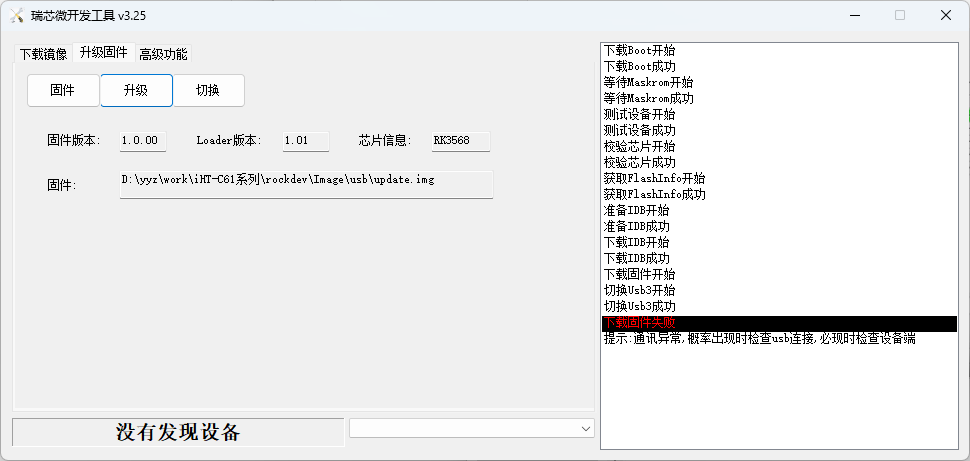 瑞芯微开发工具 v3.25
下载镜像 升级固件 高级功能
固件 升级 切换
固件版本: 1.0.00 Loader版本: 1.01 芯片信息: RK3568
固件: D:\yyz\work\iHT-C61系列\rockdev\Image\usb\update.img
没有发现设备
下载Boot开始
下载Boot成功
等待Maskrom开始
等待Maskrom成功
测试设备开始
测试设备成功
校验芯片开始
校验芯片成功
获取FlashInfo开始
获取FlashInfo成功
准备IDB开始
准备IDB成功
下载IDB开始
下载IDB成功
下载固件开始
切换Usb3开始
切换Usb3成功
下载固件失败
提示:通讯异常,概率出现时检查usb连接,必现时检查设备端